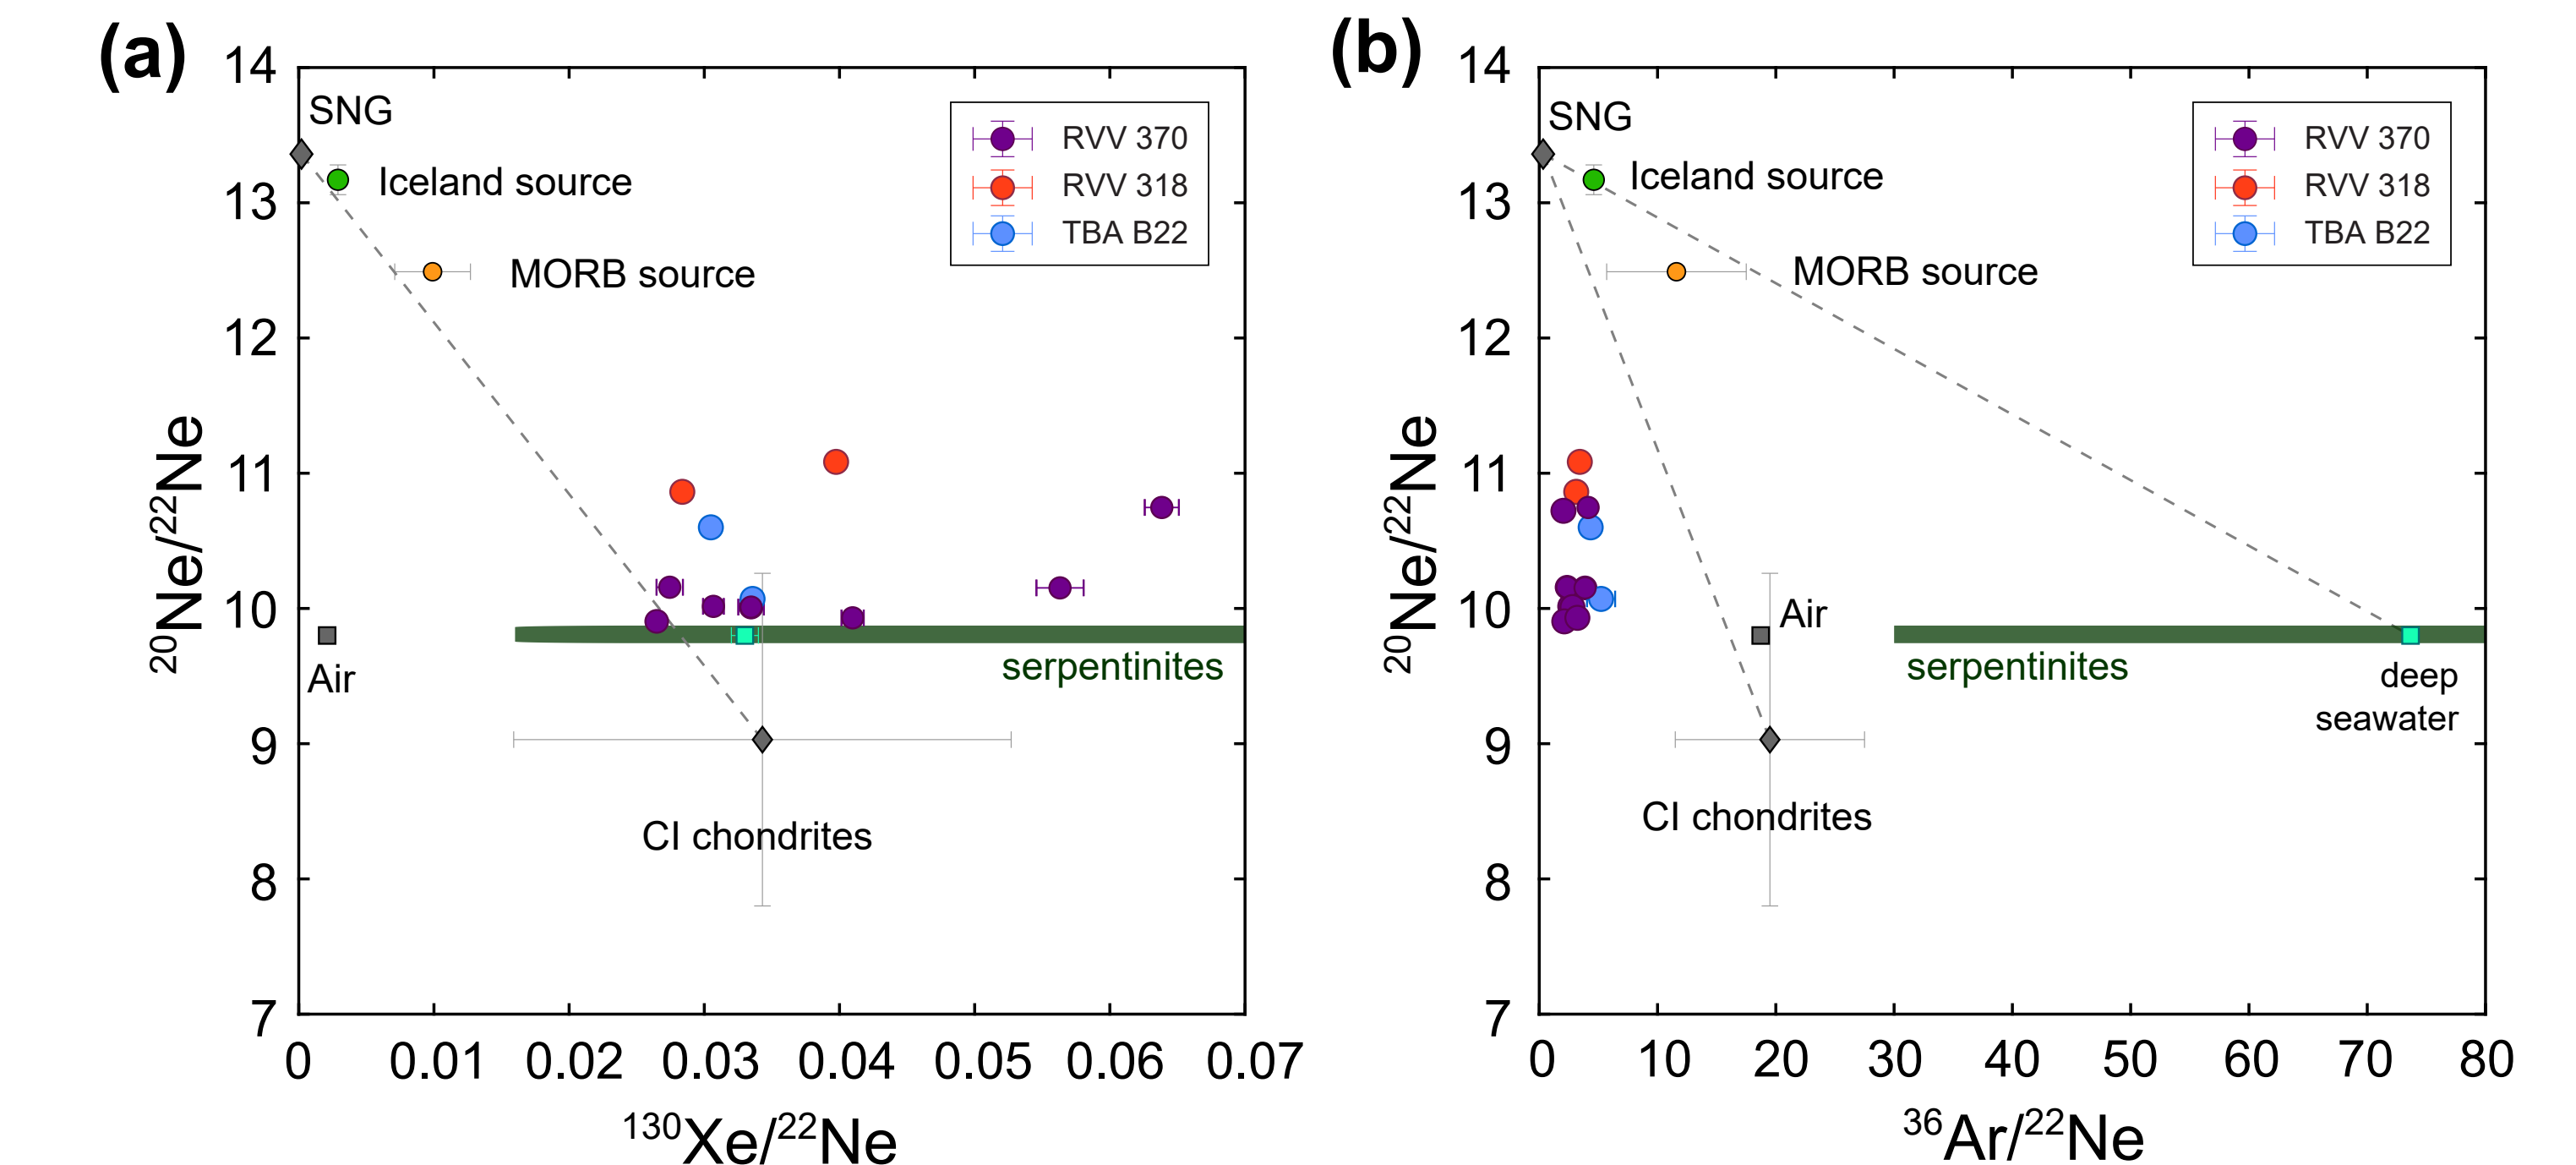 (a)
14
13
12
11
10
9
8
7
²⁰Ne/²²Ne
SNG
Iceland source
MORB source
RVV 370
RVV 318
TBA B22
Air
serpentinites
CI chondrites
0 0.01 0.02 0.03 0.04 0.05 0.06 0.07
¹³⁰Xe/²²Ne
(b)
14
13
12
11
10
9
8
7
²⁰Ne/²²Ne
SNG
Iceland source
MORB source
RVV 370
RVV 318
TBA B22
Air
serpentinites
deep
seawater
CI chondrites
0 10 20 30 40 50 60 70 80
³⁶Ar/²²Ne